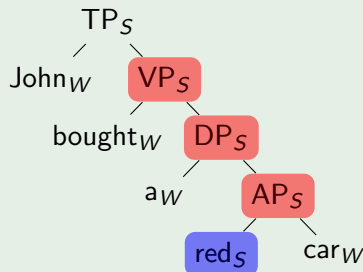 TP_S
John_W VP_S
bought_W DP_S
a_W AP_S
red_S car_W